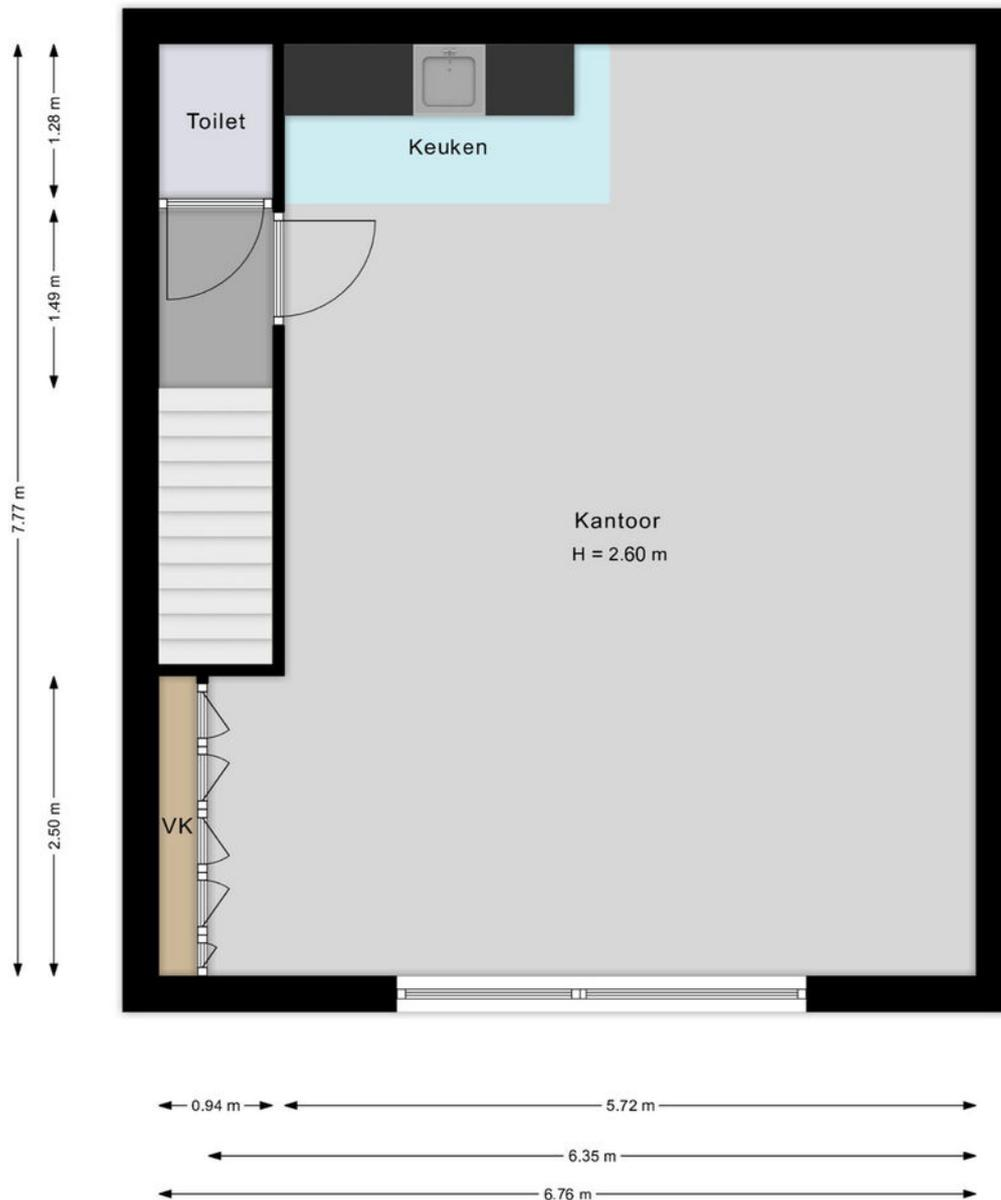 Toilet
Keuken
1.28 m
1.49 m
7.77 m
Kantoor
H = 2.60 m
2.50 m
VK
0.94 m
5.72 m
6.35 m
6.76 m